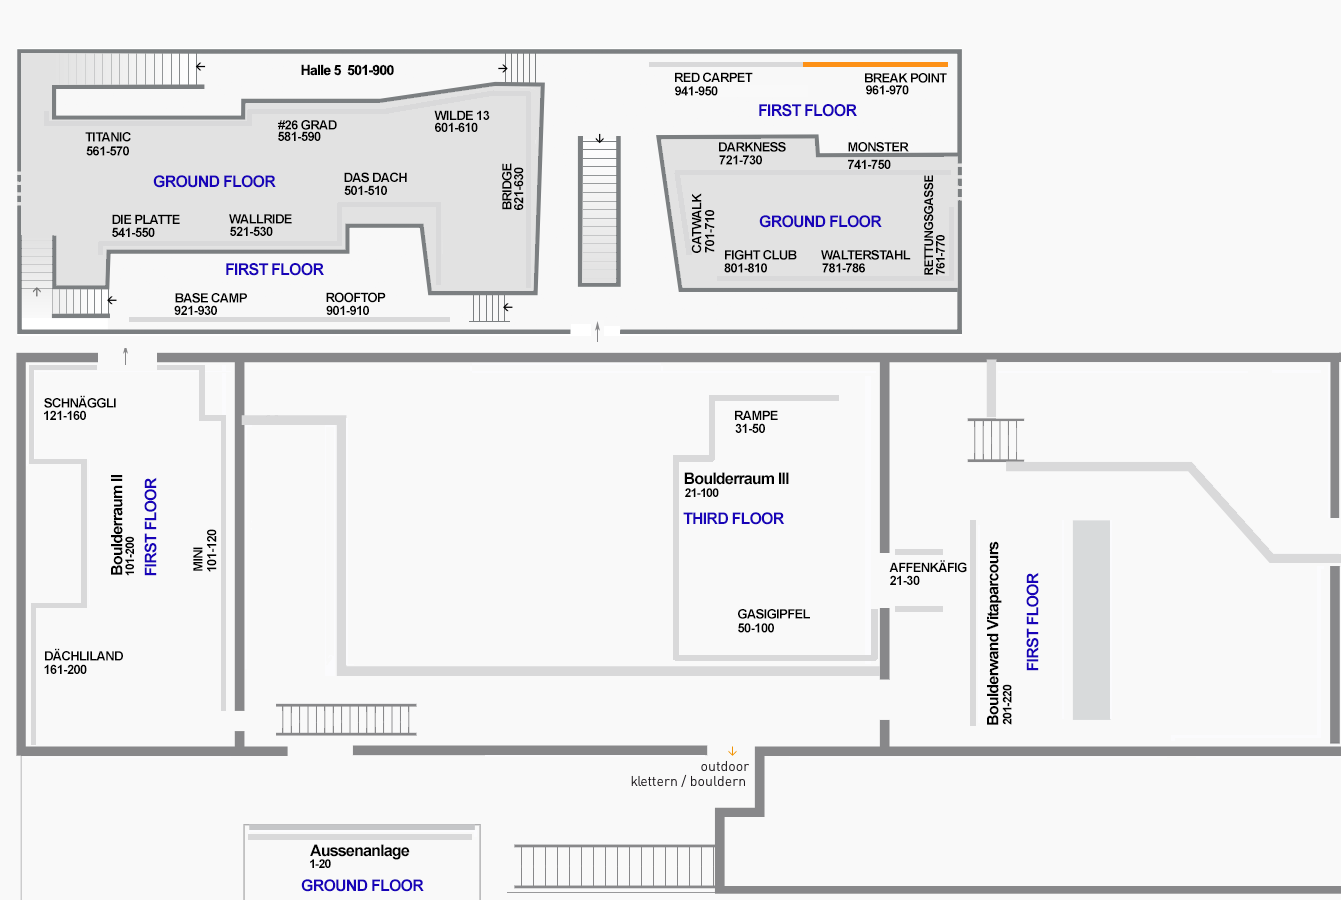 Halle 5 501-900
RED CARPET
941-950
BREAK POINT
961-970
FIRST FLOOR
TITANIC
561-570
#26 GRAD
581-590
WILDE 13
601-610
GROUND FLOOR
DAS DACH
501-510
BRIDGE
621-630
DIE PLATTE
541-550
WALLRIDE
521-530
FIRST FLOOR
BASE CAMP
921-930
ROOFTOP
901-910
DARKNESS
721-730
MONSTER
741-750
CATWALK
701-710
GROUND FLOOR
RETTUNGSGASSE
761-770
FIGHT CLUB
801-810
WALTERSTAHL
781-786
SCHNÄGGLI
121-160
Boulderraum II
101-200
FIRST FLOOR
MINI
101-120
DÄCHLILAND
161-200
RAMPE
31-50
Boulderraum III
21-100
THIRD FLOOR
GASIGIPFEL
50-100
AFFENKÄFIG
21-30
Boulderwand Vitaparcours
201-220
FIRST FLOOR
outdoor
klettern / bouldern
Aussenanlage
1-20
GROUND FLOOR